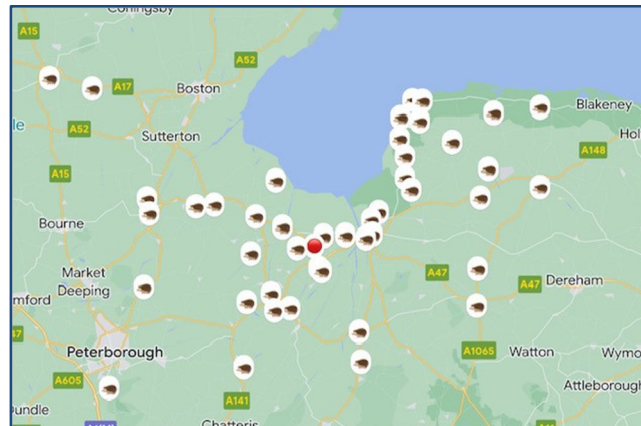 Coningsby
A15
A52
A17
Boston
Blakeney
le
A52
Hol
Sutterton
A148
A15
Bourne
Market
Deeping
A47
A47
Dereham
mford
47
Peterborough
A1065
Watton
Wymo
A605
Attleborough
undle
A141
Chatteris